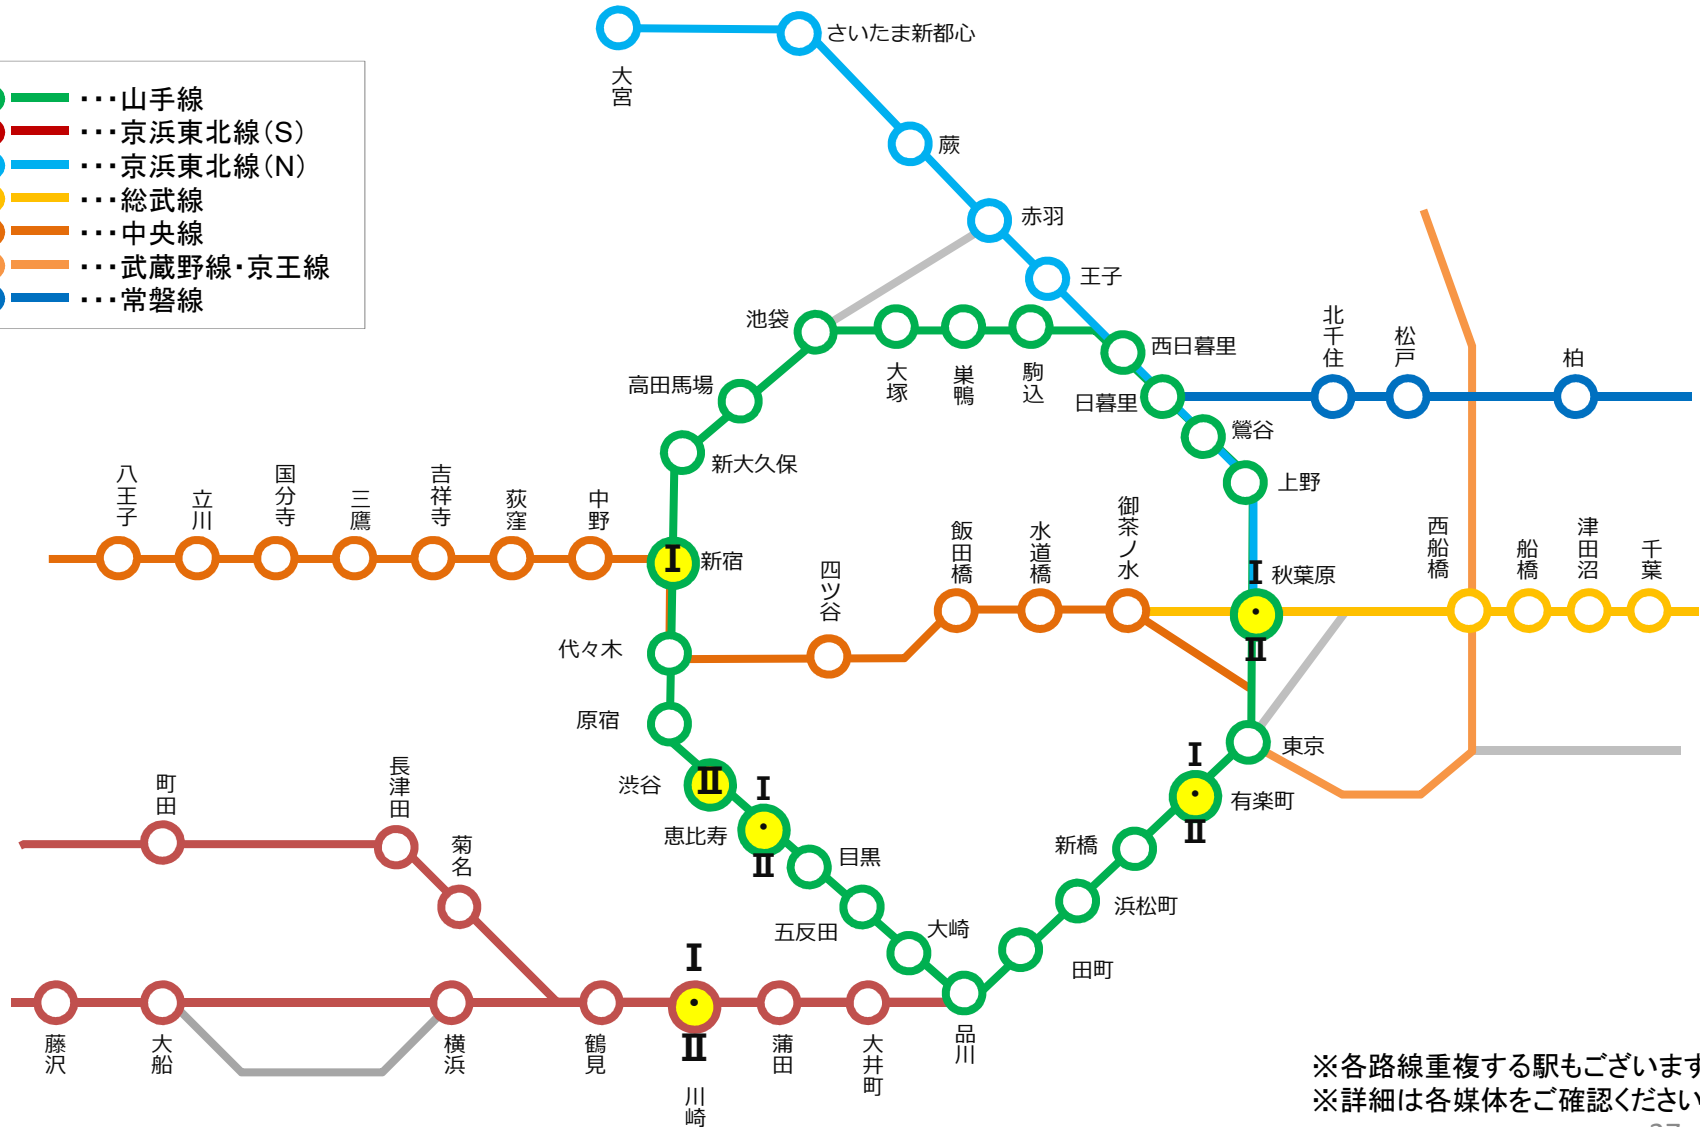 大宮
さいたま新都心
・・・山手線
・・・京浜東北線(S)
・・・京浜東北線(N)
・・・総武線
・・・中央線
・・・武蔵野線・京王線
・・・常磐線
蕨
赤羽
王子
池袋
大塚
巣鴨
駒込
西日暮里
日暮里
北千住
松戸
柏
高田馬場
鶯谷
新大久保
上野
八王子
立川
国分寺
三鷹
吉祥寺
荻窪
中野
I
新宿
四ツ谷
飯田橋
水道橋
御茶ノ水
I
秋葉原
・
II
西船橋
船橋
津田沼
千葉
代々木
原宿
東京
渋谷
II
I
恵比寿
・
II
I
有楽町
・
II
町田
長津田
菊名
目黒
新橋
五反田
浜松町
大崎
田町
品川
藤沢
大船
横浜
鶴見
I
・
II
川崎
蒲田
大井町
※各路線重複する駅もございます
※詳細は各媒体をご確認ください